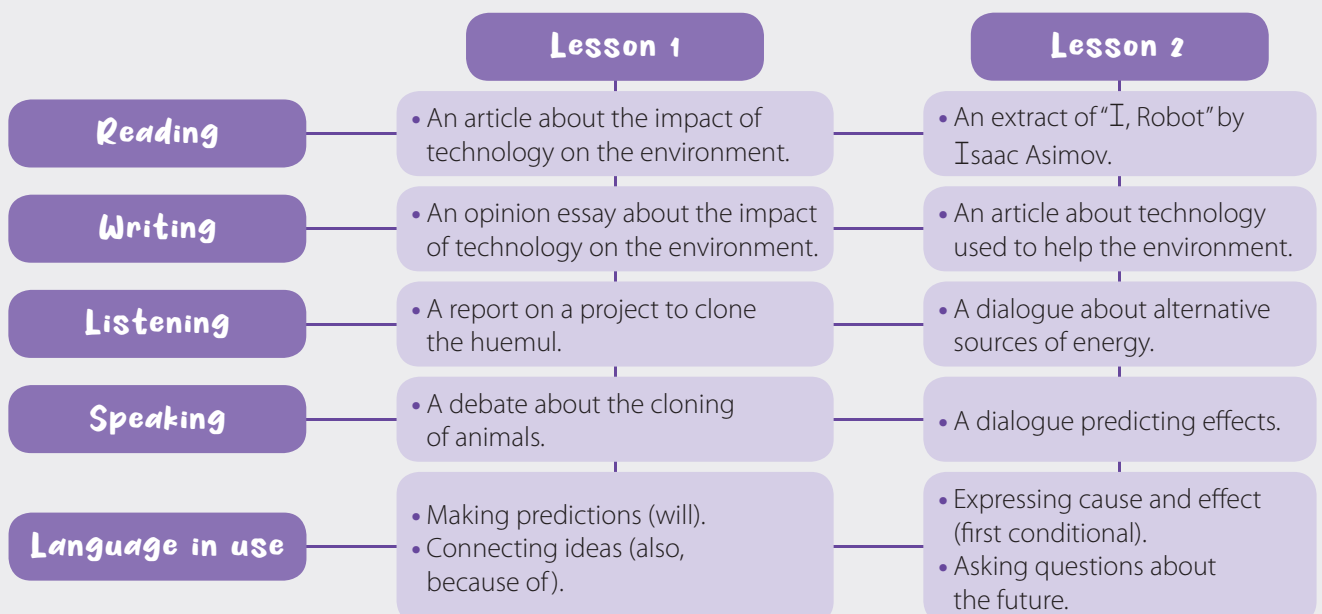 Lesson 1
Lesson 2
Reading
• An article about the impact of
technology on the environment.
• An extract of “I, Robot” by
Isaac Asimov.
Writing
• An opinion essay about the impact
of technology on the environment.
• An article about technology
used to help the environment.
Listening
• A report on a project to clone
the huemul.
• A dialogue about alternative
sources of energy.
Speaking
• A debate about the cloning
of animals.
• A dialogue predicting effects.
Language in use
• Making predictions (will).
• Connecting ideas (also,
because of).
• Expressing cause and effect
(first conditional).
• Asking questions about
the future.